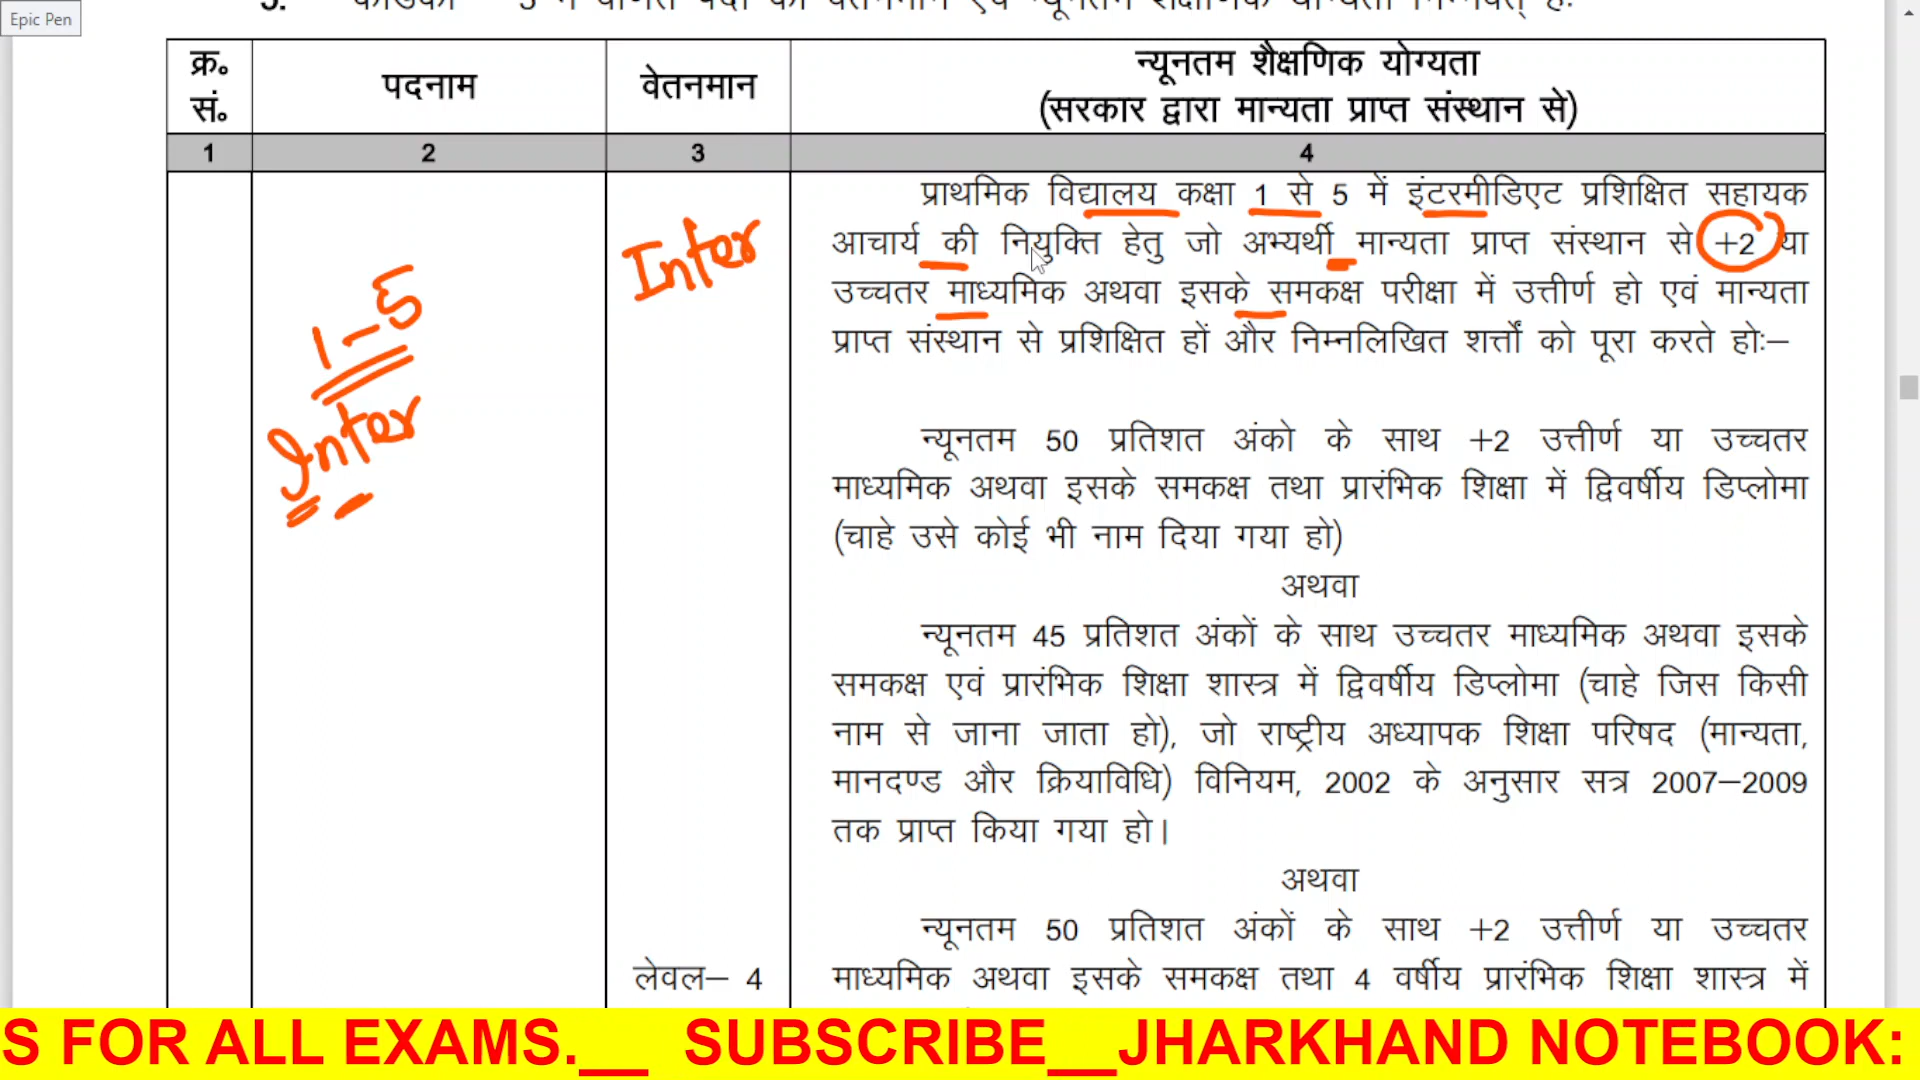 Epic Pen
क्र॰ सं॰
पदनाम
वेतनमान
न्यूनतम शैक्षणिक योग्यता
(सरकार द्वारा मान्यता प्राप्त संस्थान से)
1 2 3 4
प्राथमिक विद्यालय कक्षा 1 से 5 में इंटरमीडिएट प्रशिक्षित सहायक
आचार्य की नियुक्ति हेतु जो अभ्यर्थी मान्यता प्राप्त संस्थान से +2 या
उच्चतर माध्यमिक अथवा इसके समकक्ष परीक्षा में उत्तीर्ण हो एवं मान्यता
प्राप्त संस्थान से प्रशिक्षित हों और निम्नलिखित शर्त्तों को पूरा करते होः–
न्यूनतम 50 प्रतिशत अंको के साथ +2 उत्तीर्ण या उच्चतर
माध्यमिक अथवा इसके समकक्ष तथा प्रारंभिक शिक्षा में द्विवर्षीय डिप्लोमा
(चाहे उसे कोई भी नाम दिया गया हो)
अथवा
न्यूनतम 45 प्रतिशत अंकों के साथ उच्चतर माध्यमिक अथवा इसके
समकक्ष एवं प्रारंभिक शिक्षा शास्त्र में द्विवर्षीय डिप्लोमा (चाहे जिस किसी
नाम से जाना जाता हो), जो राष्ट्रीय अध्यापक शिक्षा परिषद (मान्यता,
मानदण्ड और क्रियाविधि) विनियम, 2002 के अनुसार सत्र 2007–2009
तक प्राप्त किया गया हो।
अथवा
न्यूनतम 50 प्रतिशत अंकों के साथ +2 उत्तीर्ण या उच्चतर
माध्यमिक अथवा इसके समकक्ष तथा 4 वर्षीय प्रारंभिक शिक्षा शास्त्र में
Inter
1-5
Inter
लेवल– 4
S FOR ALL EXAMS.__ SUBSCRIBE__JHARKHAND NOTEBOOK: